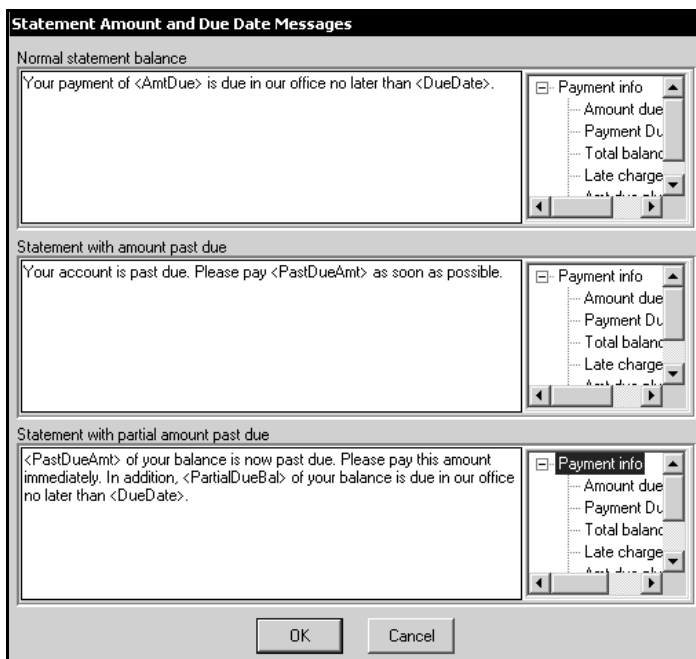 Statement Amount and Due Date Messages
Normal statement balance
Your payment of <AmtDue> is due in our office no later than <DueDate>.
Payment info
Amount due
Payment Du
Total balanc
Late charge
Statement with amount past due
Your account is past due. Please pay <PastDueAmt> as soon as possible.
Payment info
Amount due
Payment Du
Total balanc
Late charge
Statement with partial amount past due
<PastDueAmt> of your balance is now past due. Please pay this amount
immediately. In addition, <PartialDueBal> of your balance is due in our office
no later than <DueDate>.
Payment info
Amount due
Payment Du
Total balanc
Late charge
OK
Cancel